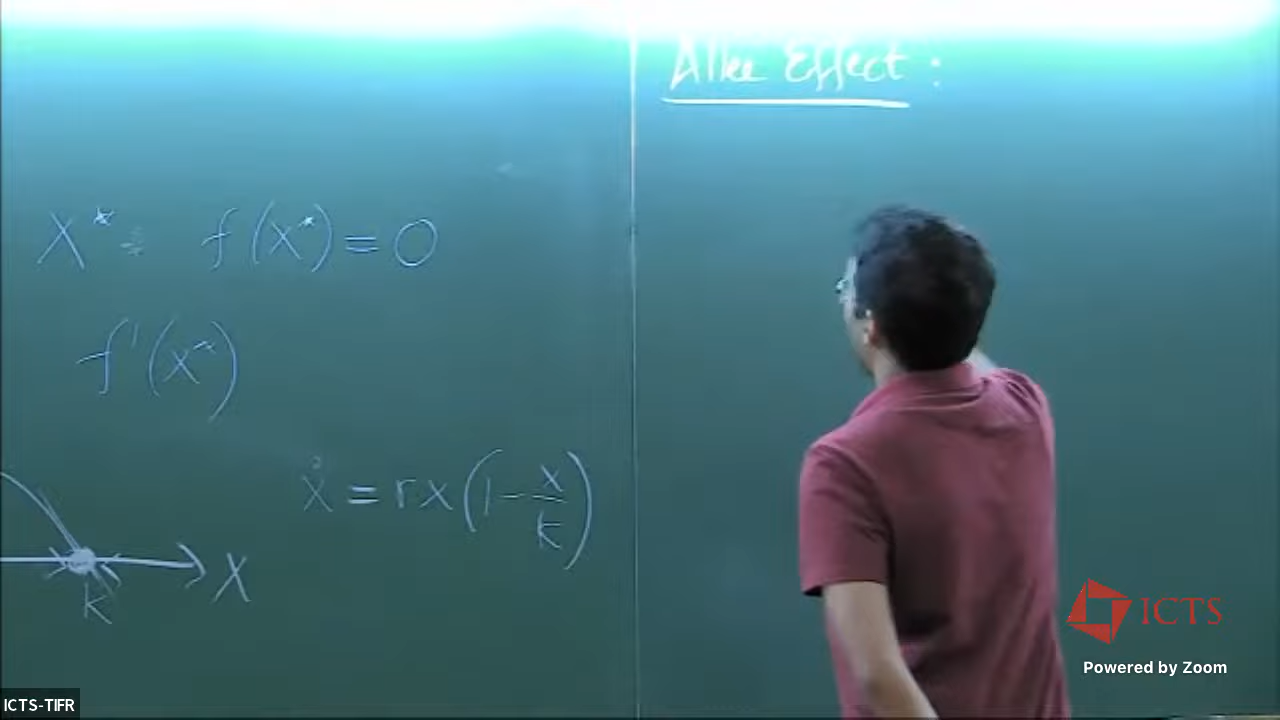 Allee Effect :
X* : f(x*) = 0
f'(x*)
ẋ = rx(1 - x/k)
X
k
ICTS
Powered by Zoom
ICTS-TIFR